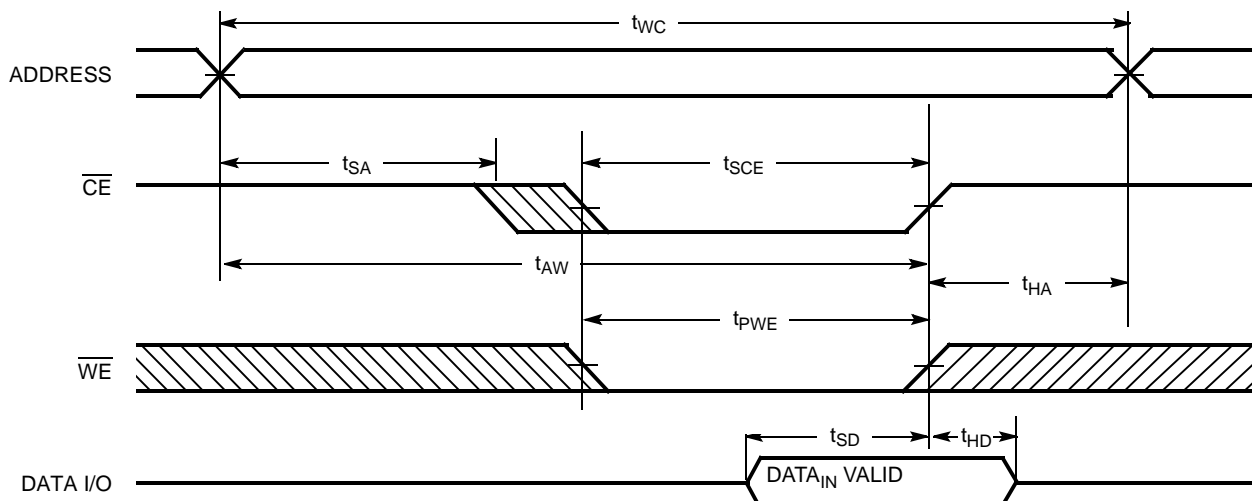 tWC
ADDRESS
tSA
tSCE
CE
tAW
tHA
tPWE
WE
tSD
tHD
DATA I/O
DATAIN VALID